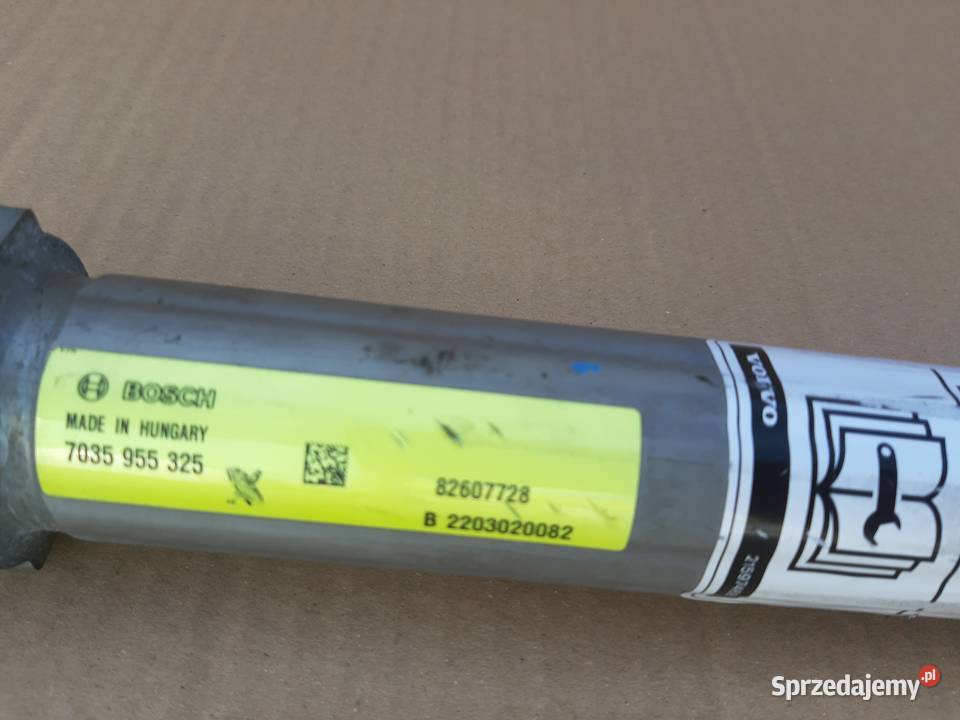 BOSCH
MADE IN HUNGARY
7035 955 325
82607728
B 2203020082
VOLVO
Sprzedajemy.pl